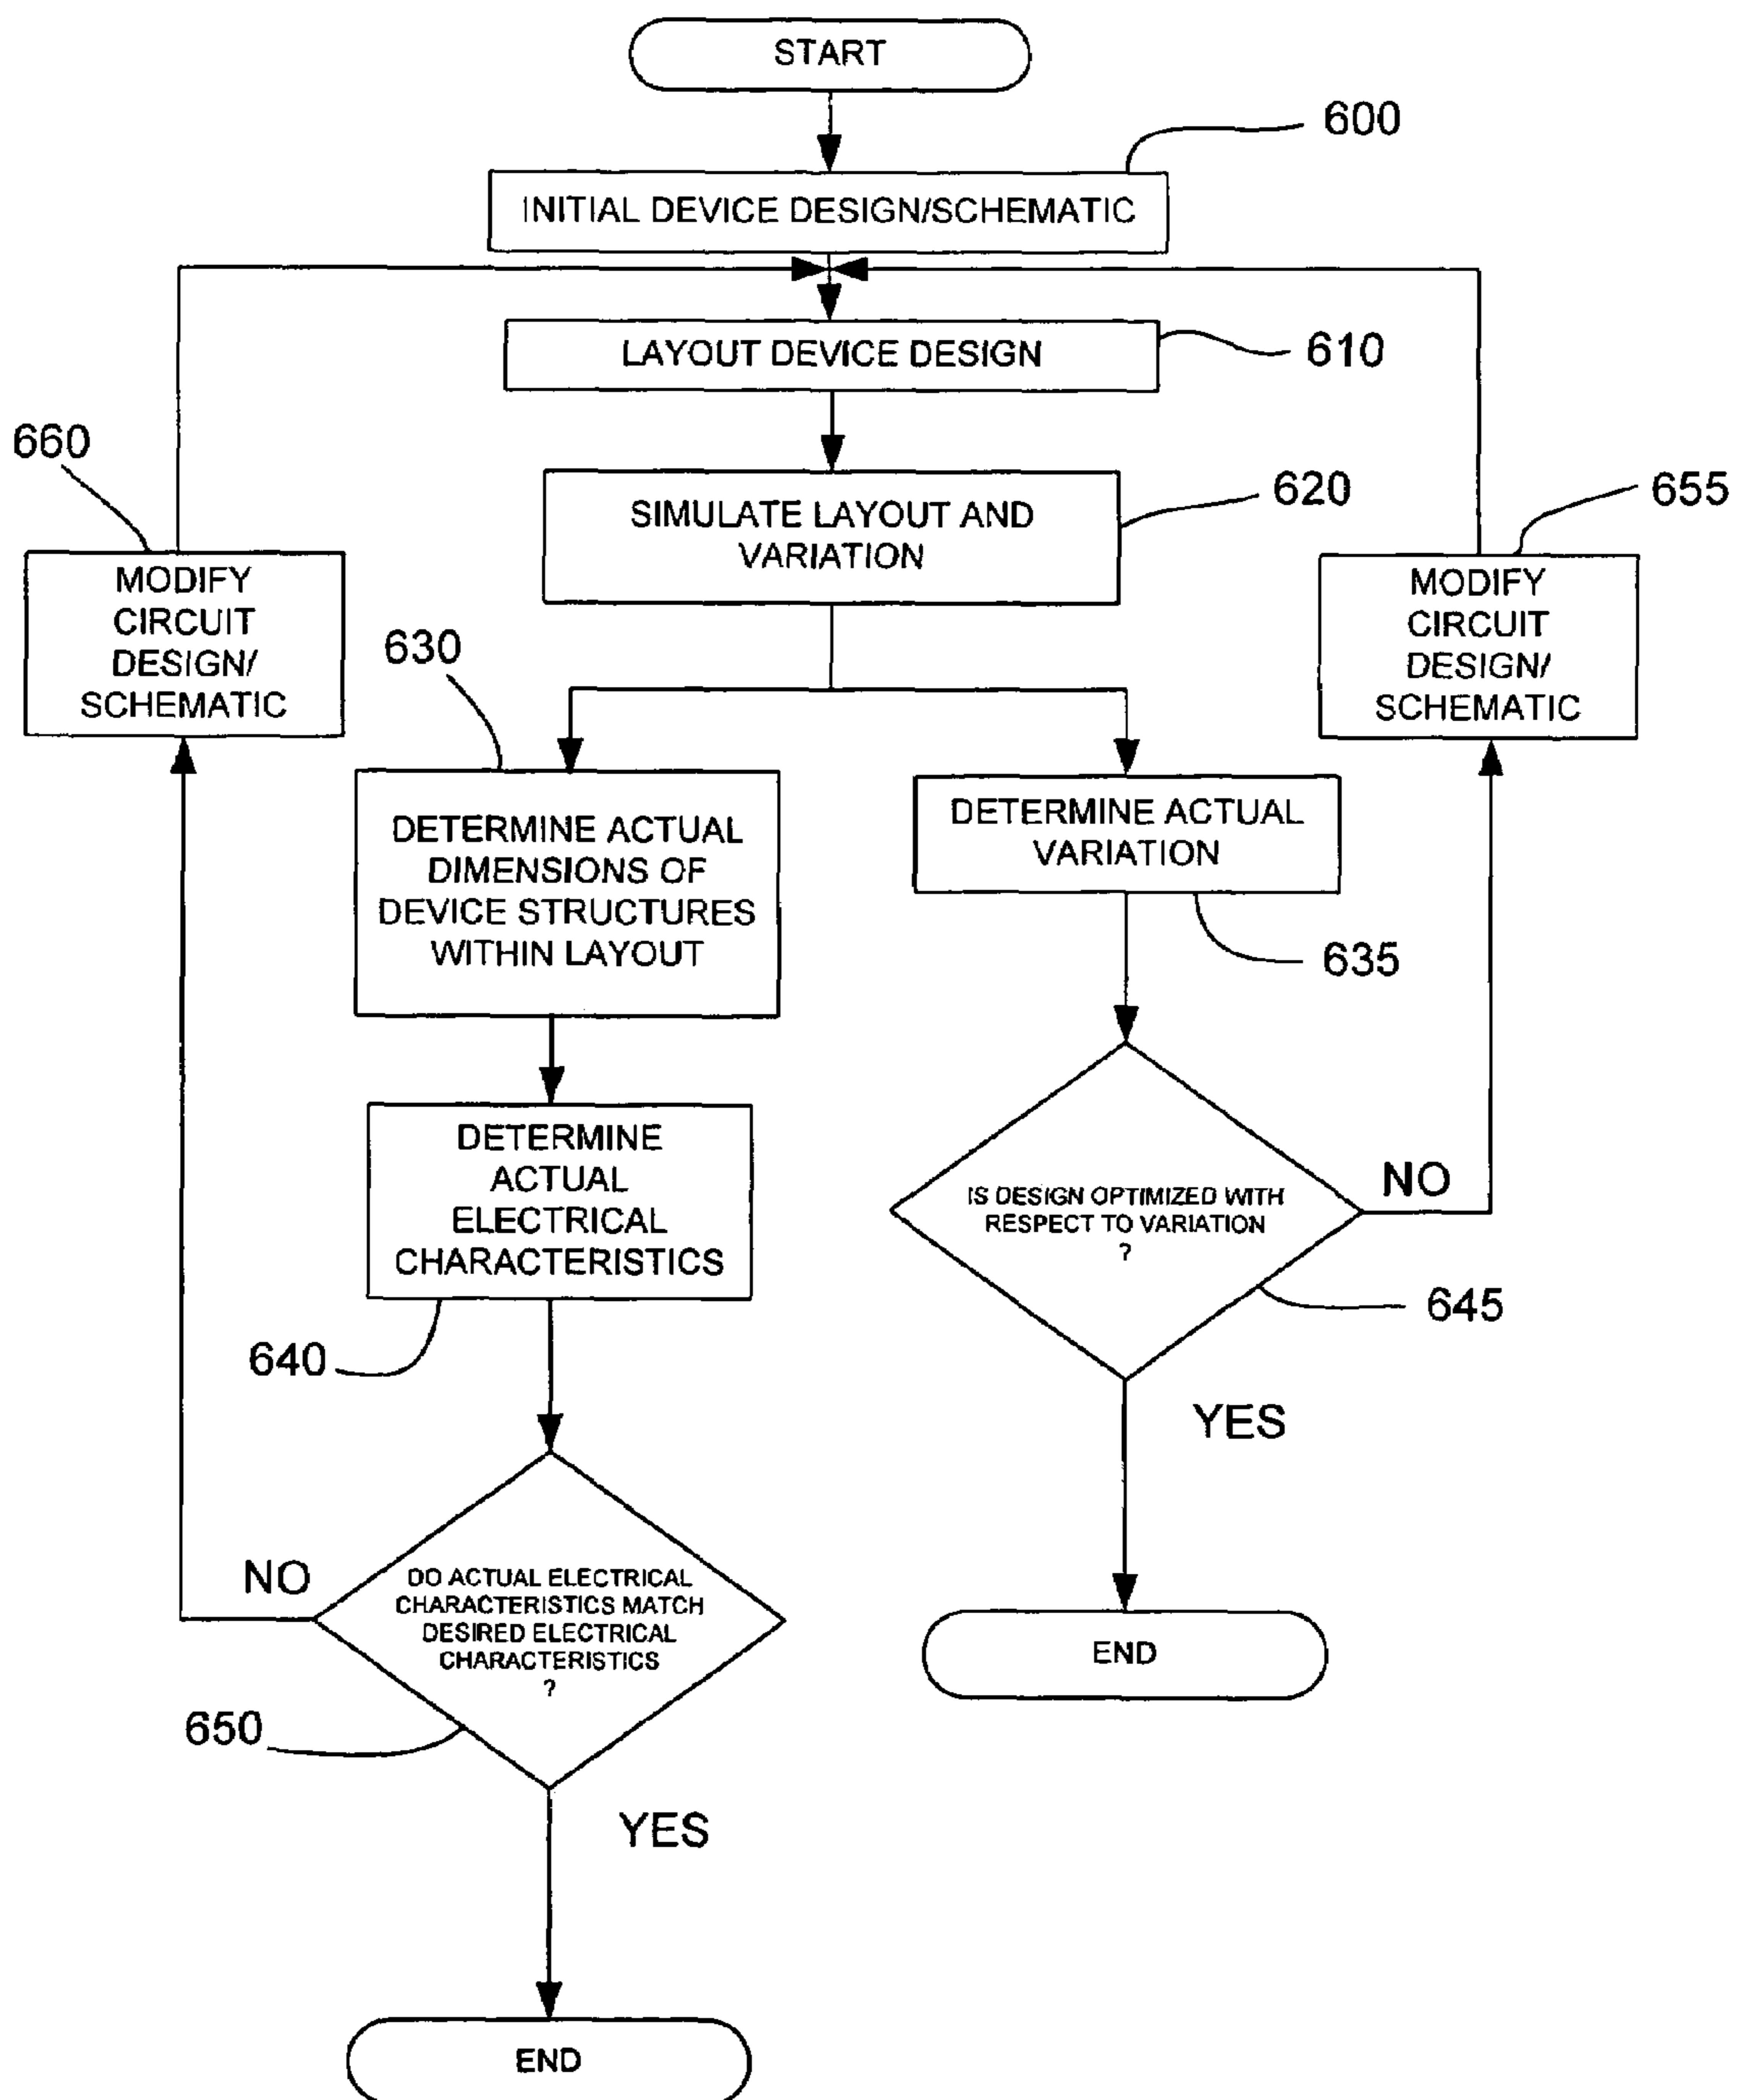 START
600
INITIAL DEVICE DESIGN/SCHEMATIC
LAYOUT DEVICE DESIGN
610
660
SIMULATE LAYOUT AND
VARIATION
620
655
MODIFY
CIRCUIT
DESIGN/
SCHEMATIC
MODIFY
CIRCUIT
DESIGN/
SCHEMATIC
630
DETERMINE ACTUAL
DIMENSIONS OF
DEVICE STRUCTURES
WITHIN LAYOUT
DETERMINE ACTUAL
VARIATION
635
DETERMINE
ACTUAL
ELECTRICAL
CHARACTERISTICS
640
IS DESIGN OPTIMIZED WITH
RESPECT TO VARIATION
?
NO
645
YES
NO
DO ACTUAL ELECTRICAL
CHARACTERISTICS MATCH
DESIRED ELECTRICAL
CHARACTERISTICS
?
650
END
YES
END